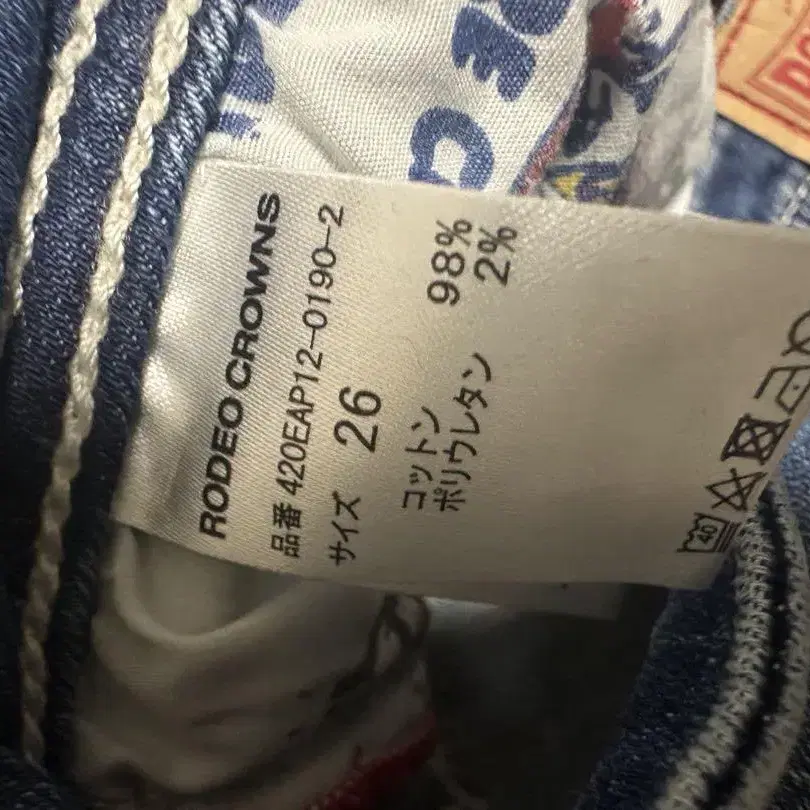 RODEO CROWNS
品番 420EAP12-0190-2
サイズ 26
コットン 98%
ポリウレタン 2%
40